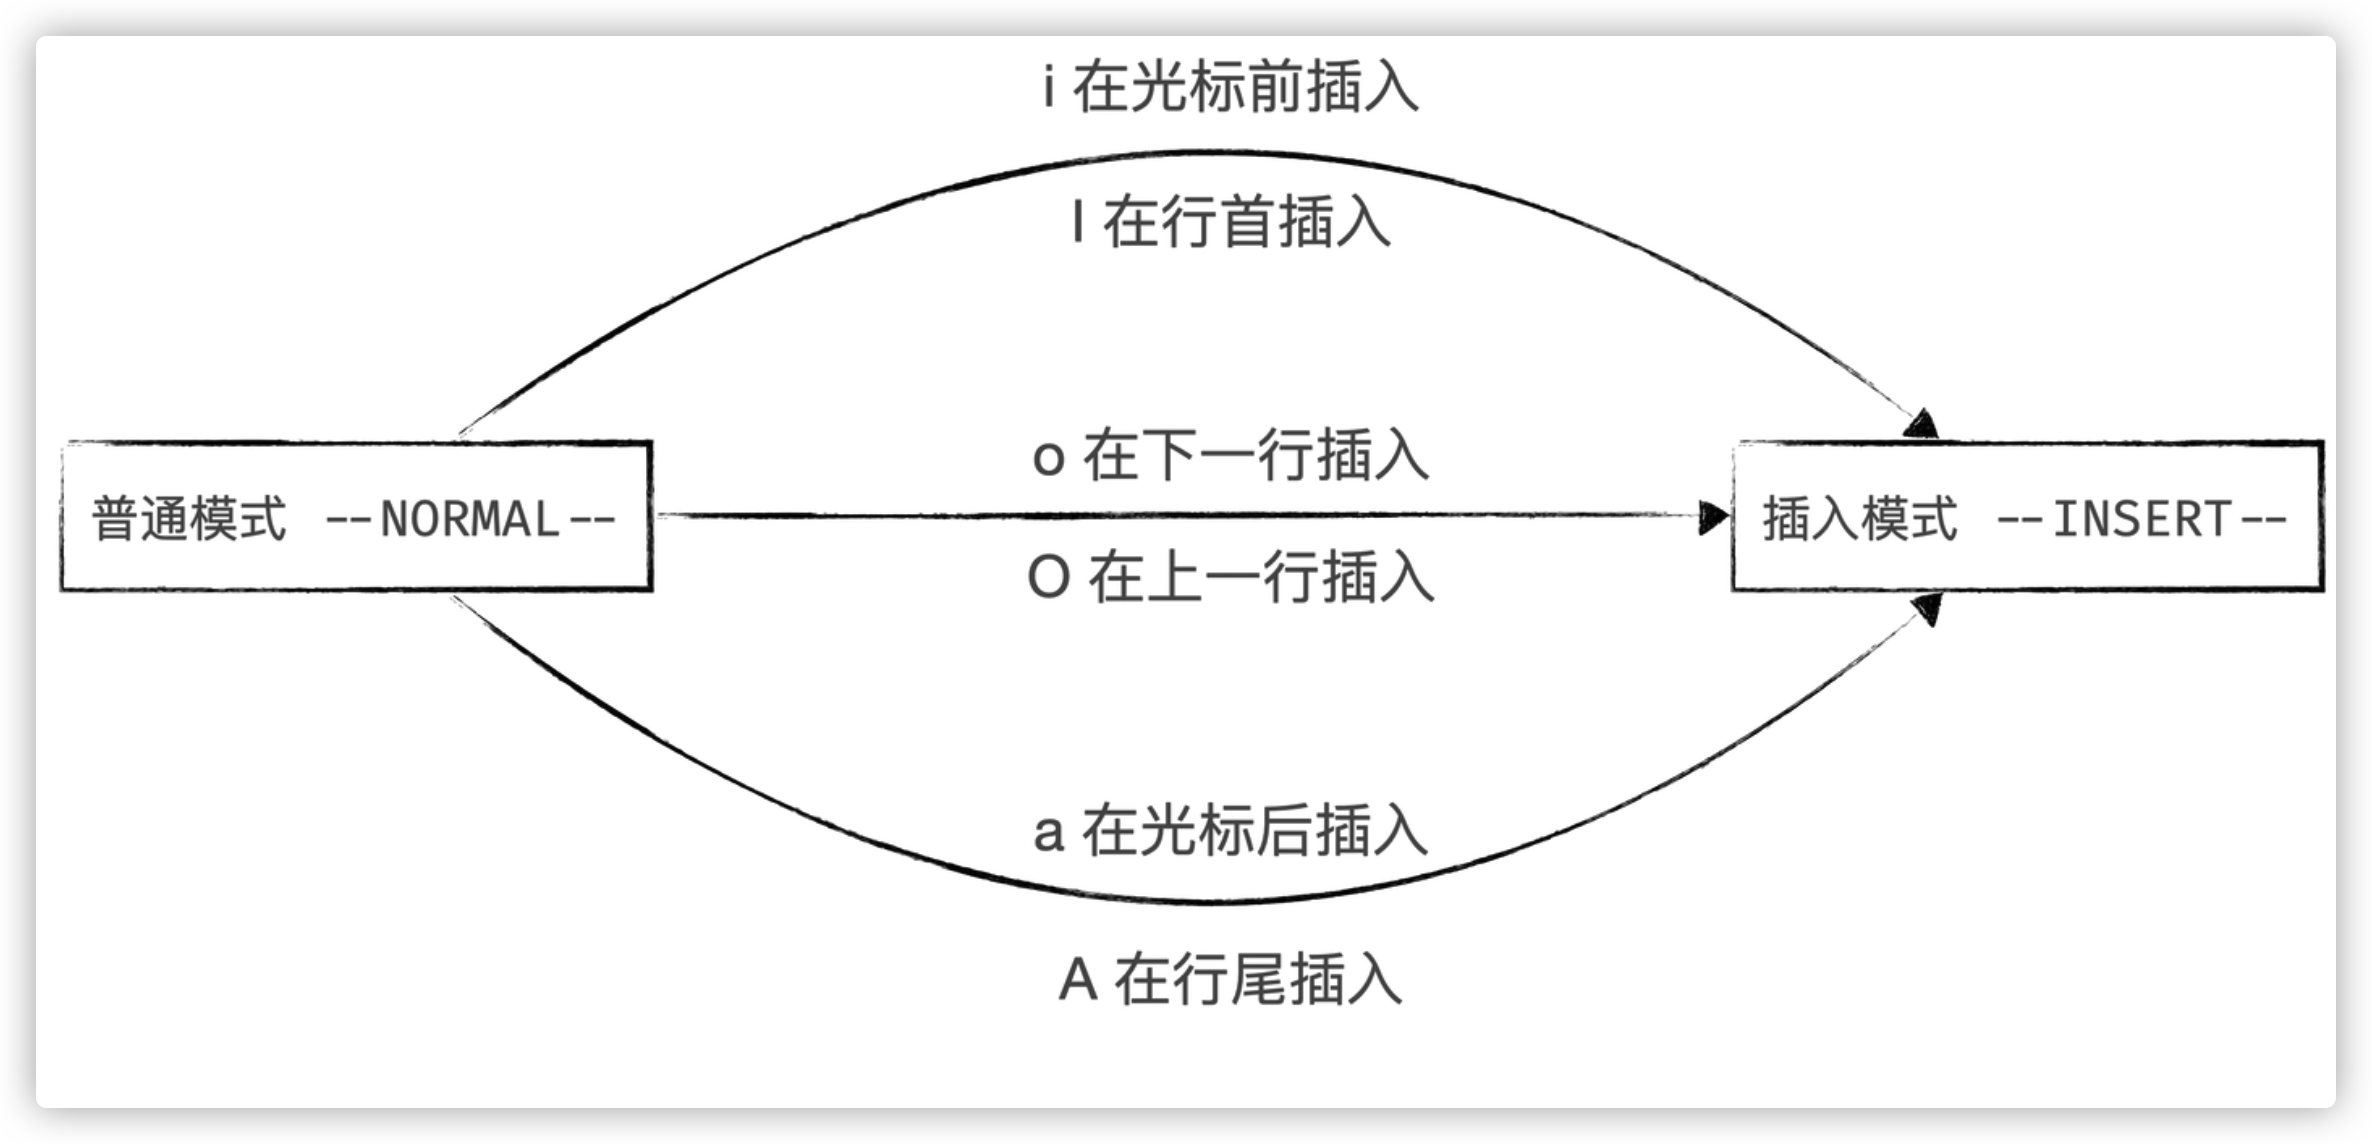 i 在光标前插入
I 在行首插入
o 在下一行插入
普通模式 --NORMAL--
插入模式 --INSERT--
O 在上一行插入
a 在光标后插入
A 在行尾插入